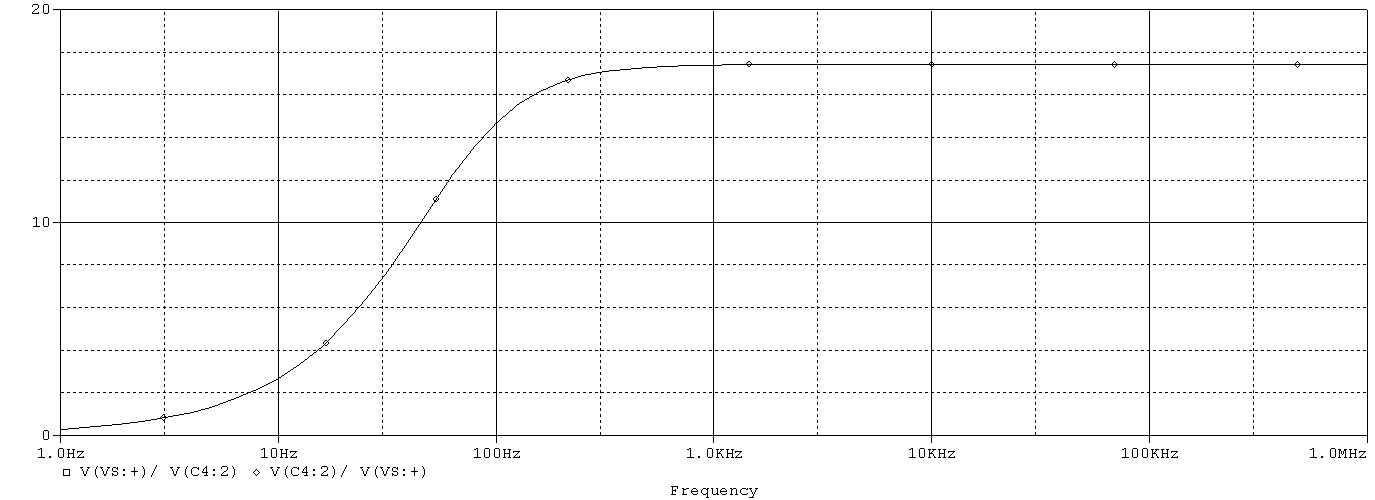 20
10
0
1.0Hz 10Hz 100Hz 1.0KHz 10KHz 100KHz 1.0MHz
V(VS:+)/ V(C4:2) V(C4:2)/ V(VS:+)
Frequency